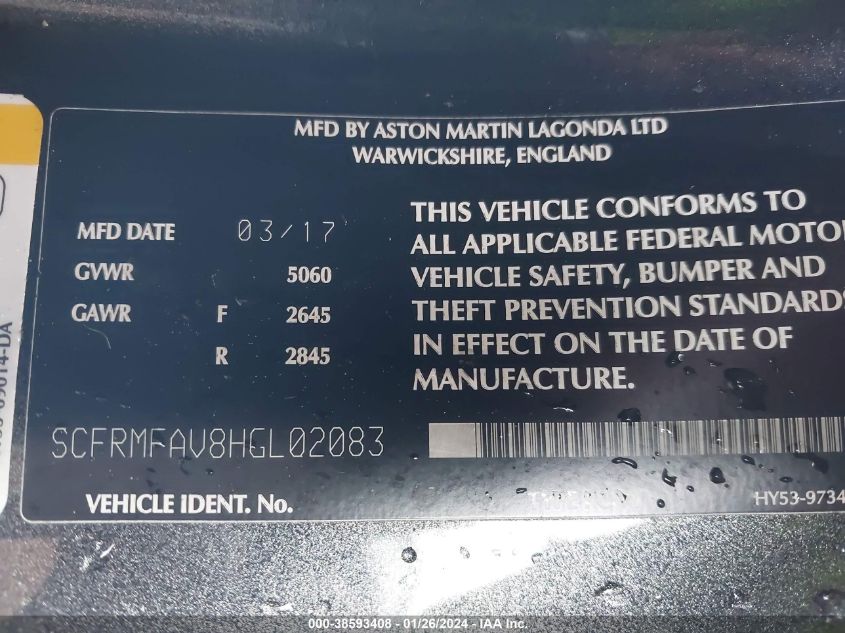 MFD BY ASTON MARTIN LAGONDA LTD
WARWICKSHIRE, ENGLAND
MFD DATE 03/17
GVWR 5060
GAWR F 2645
R 2845
THIS VEHICLE CONFORMS TO
ALL APPLICABLE FEDERAL MOTOR
VEHICLE SAFETY, BUMPER AND
THEFT PREVENTION STANDARDS
IN EFFECT ON THE DATE OF
MANUFACTURE.
SCFRMFAV8HGL02083
VEHICLE IDENT. No.
HY53-9734
000-38593408 - 01/26/2024 - IAA Inc.